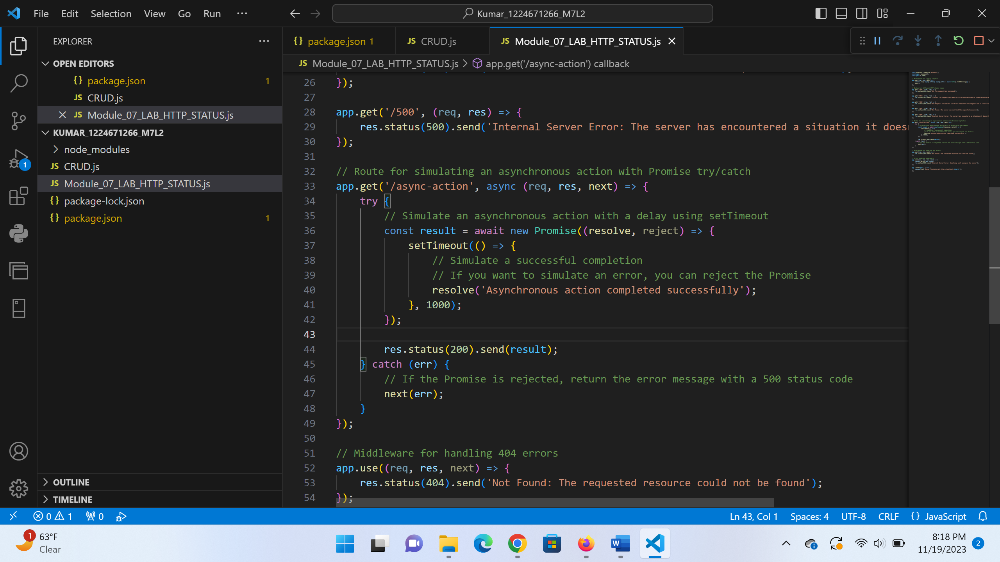 File Edit Selection View Go Run ··· Kumar_1224671266_M7L2
EXPLORER ···
OPEN EDITORS
{} package.json 1
JS CRUD.js
JS Module_07_LAB_HTTP_STATUS.js
KUMAR_1224671266_M7L2
node_modules
JS CRUD.js
JS Module_07_LAB_HTTP_STATUS.js
{} package-lock.json
{} package.json 1
OUTLINE
TIMELINE
1
{} package.json 1 JS CRUD.js JS Module_07_LAB_HTTP_STATUS.js
JS Module_07_LAB_HTTP_STATUS.js > app.get('/async-action') callback
26 });
27
28 app.get('/500', (req, res) => {
29     res.status(500).send('Internal Server Error: The server has encountered a situation it does
30 });
31
32 // Route for simulating an asynchronous action with Promise try/catch
33 app.get('/async-action', async (req, res, next) => {
34     try {
35         // Simulate an asynchronous action with a delay using setTimeout
36         const result = await new Promise((resolve, reject) => {
37             setTimeout(() => {
38                 // Simulate a successful completion
39                 // If you want to simulate an error, you can reject the Promise
40                 resolve('Asynchronous action completed successfully');
41             }, 1000);
42         });
43
44         res.status(200).send(result);
45     } catch (err) {
46         // If the Promise is rejected, return the error message with a 500 status code
47         next(err);
48     }
49 });
50
51 // Middleware for handling 404 errors
52 app.use((req, res, next) => {
53     res.status(404).send('Not Found: The requested resource could not be found');
54 });
0 1 0 Ln 43, Col 1 Spaces: 4 UTF-8 CRLF {} JavaScript
1 63°F
Clear
W
8:18 PM
11/19/2023
2